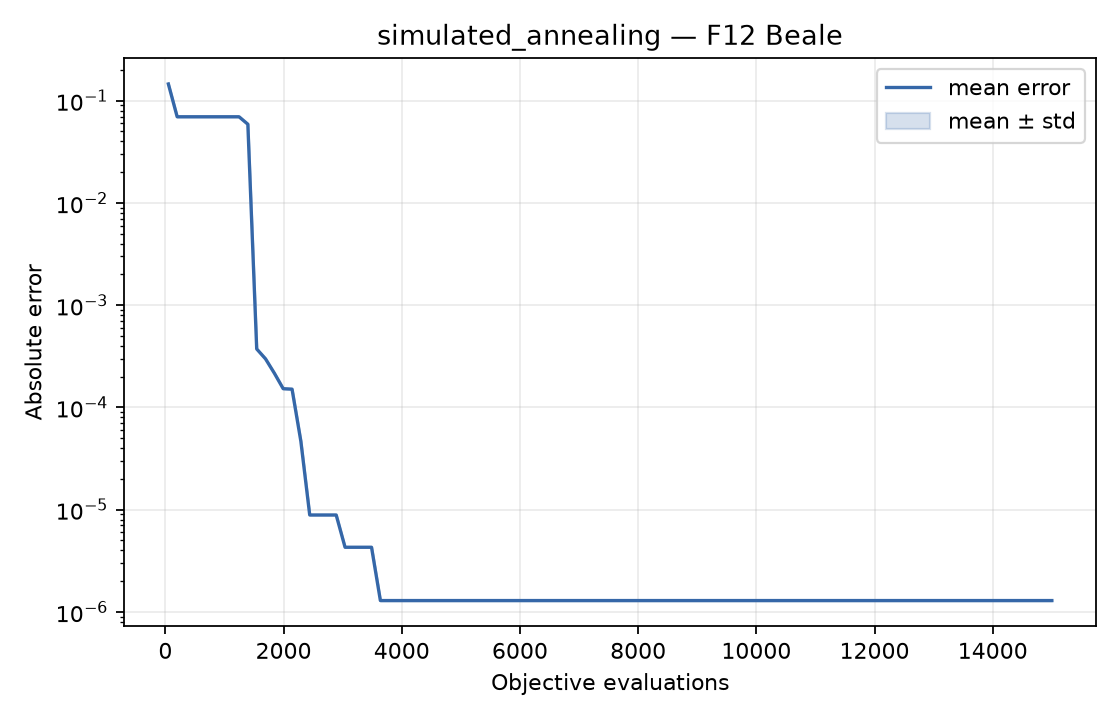 simulated_annealing — F12 Beale
mean error
mean ± std
Absolute error
10⁻¹
10⁻²
10⁻³
10⁻⁴
10⁻⁵
10⁻⁶
0 2000 4000 6000 8000 10000 12000 14000
Objective evaluations